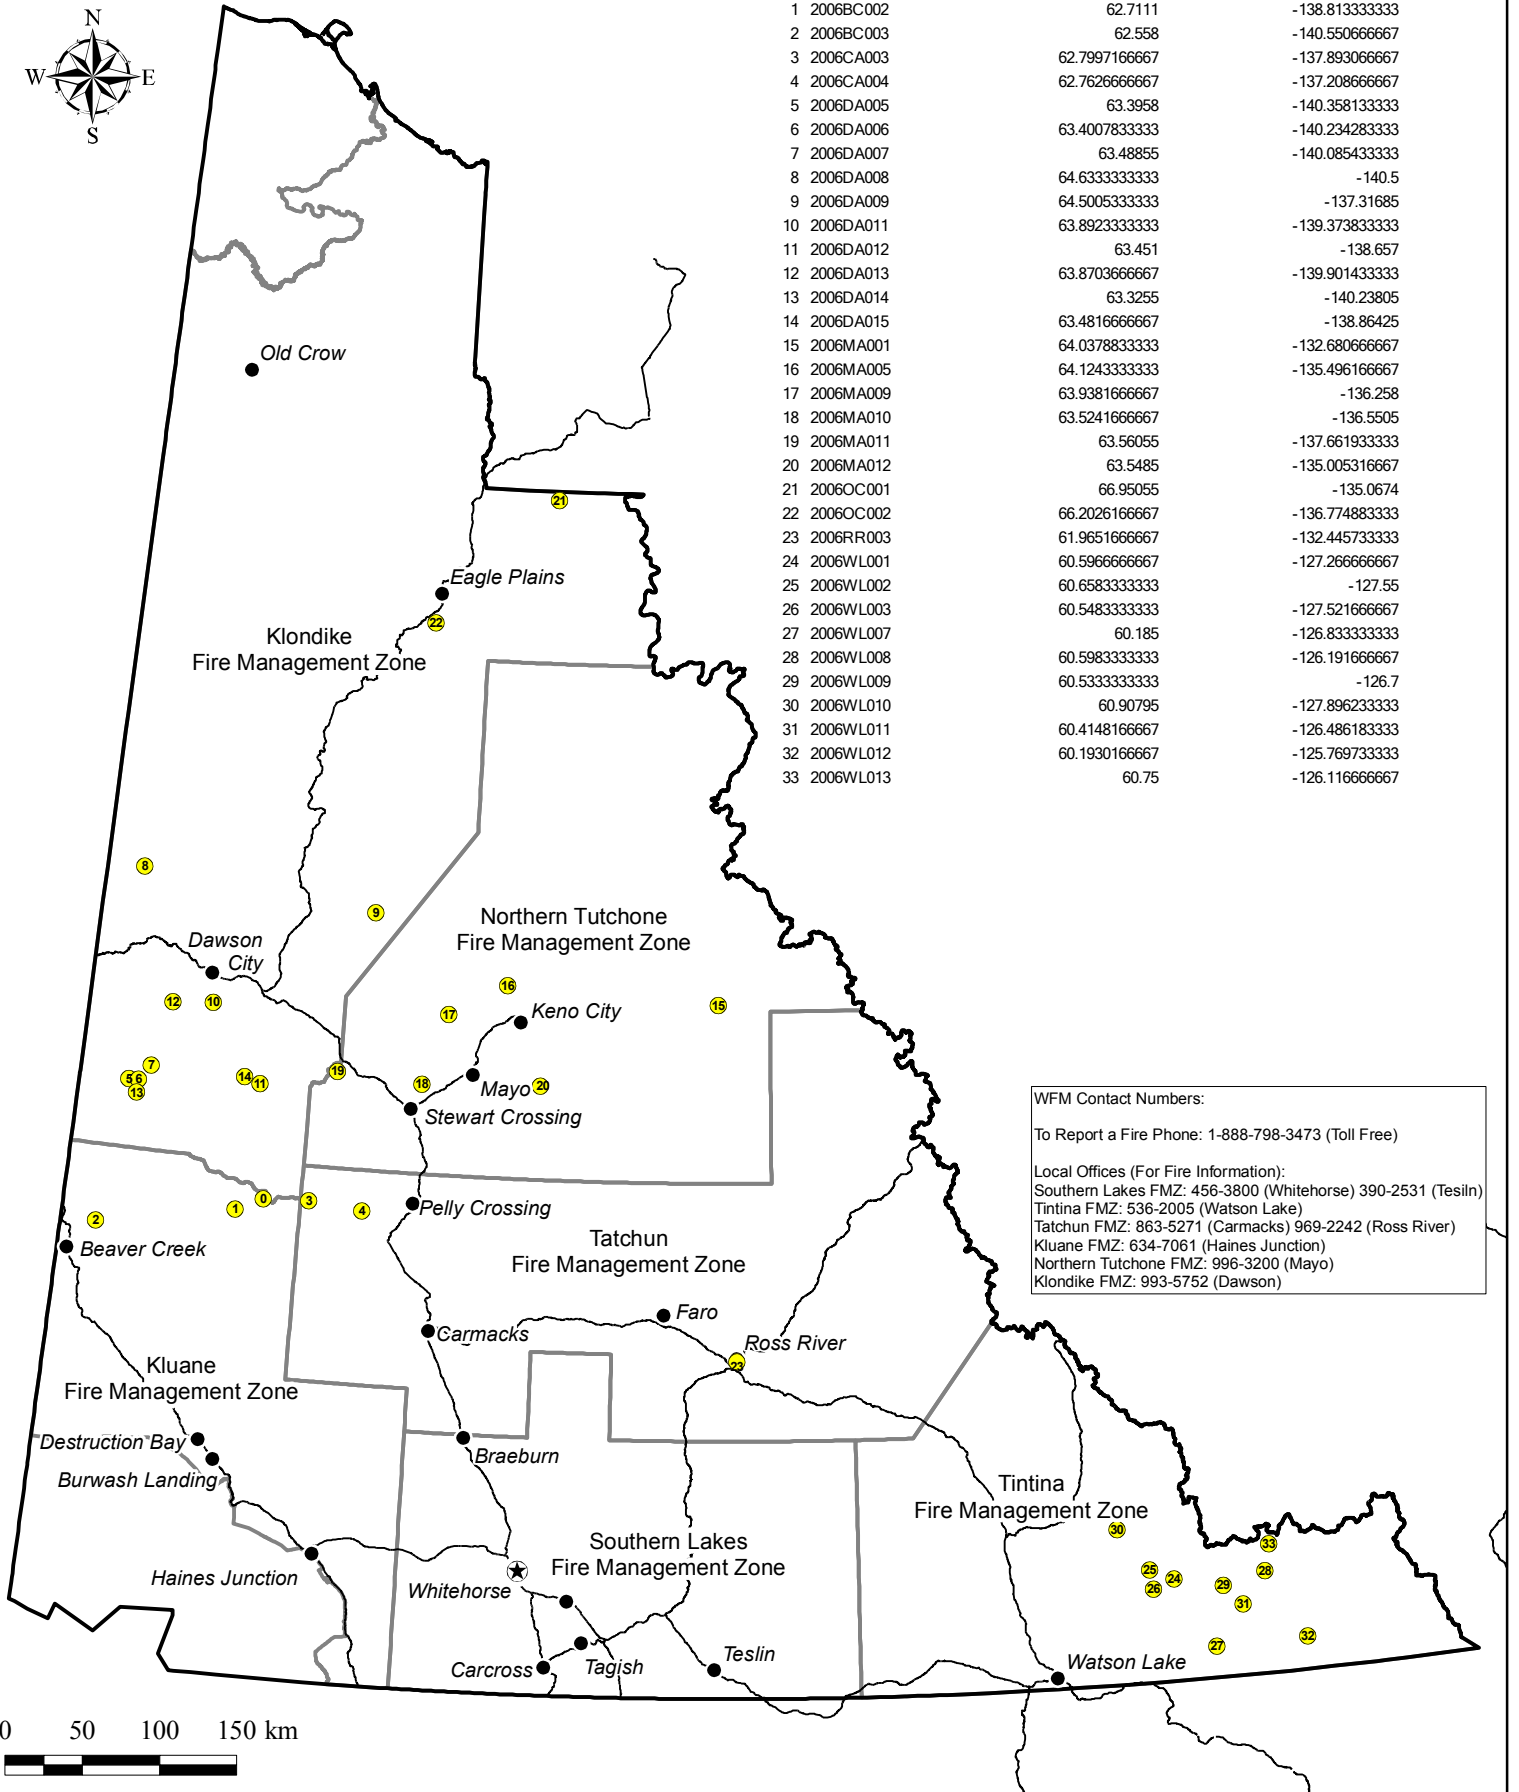 N
W E
S
1 2006BC002 62.7111 -138.813333333
2 2006BC003 62.558 -140.550666667
3 2006CA003 62.7997166667 -137.893066667
4 2006CA004 62.7626666667 -137.208666667
5 2006DA005 63.3958 -140.358133333
6 2006DA006 63.4007833333 -140.234283333
7 2006DA007 63.48855 -140.085433333
8 2006DA008 64.6333333333 -140.5
9 2006DA009 64.5005333333 -137.31685
10 2006DA011 63.8923333333 -139.373833333
11 2006DA012 63.451 -138.657
12 2006DA013 63.8703666667 -139.901433333
13 2006DA014 63.3255 -140.23805
14 2006DA015 63.4816666667 -138.86425
15 2006MA001 64.0378833333 -132.680666667
16 2006MA005 64.1243333333 -135.496166667
17 2006MA009 63.9381666667 -136.258
18 2006MA010 63.5241666667 -136.5505
19 2006MA011 63.56055 -137.661933333
20 2006MA012 63.5485 -135.005316667
21 2006OC001 66.95055 -135.0674
22 2006OC002 66.2026166667 -136.774883333
23 2006RR003 61.9651666667 -132.445733333
24 2006WL001 60.5966666667 -127.266666667
25 2006WL002 60.6583333333 -127.55
26 2006WL003 60.5483333333 -127.521666667
27 2006WL007 60.185 -126.833333333
28 2006WL008 60.5983333333 -126.191666667
29 2006WL009 60.5333333333 -126.7
30 2006WL010 60.90795 -127.896233333
31 2006WL011 60.4148166667 -126.486183333
32 2006WL012 60.1930166667 -125.769733333
33 2006WL013 60.75 -126.116666667
Old Crow
21
Eagle Plains
22
Klondike
Fire Management Zone
8
9
Northern Tutchone
Fire Management Zone
Dawson
City
16
12 10
17
Keno City
15
7
5 6
13
14
11
19
18
Mayo
20
Stewart Crossing
WFM Contact Numbers:
To Report a Fire Phone: 1-888-798-3473 (Toll Free)
Local Offices (For Fire Information):
Southern Lakes FMZ: 456-3800 (Whitehorse) 390-2531 (Tesiln)
Tintina FMZ: 536-2005 (Watson Lake)
Tatchun FMZ: 863-5271 (Carmacks) 969-2242 (Ross River)
Kluane FMZ: 634-7061 (Haines Junction)
Northern Tutchone FMZ: 996-3200 (Mayo)
Klondike FMZ: 993-5752 (Dawson)
2
1
0
3
4
Pelly Crossing
Beaver Creek
Tatchun
Fire Management Zone
Faro
Carmacks
Ross River
23
Kluane
Fire Management Zone
Destruction Bay
Braeburn
Burwash Landing
Tintina
Fire Management Zone
30
33
Southern Lakes
Fire Management Zone
25
24
26
29
28
31
Haines Junction
Whitehorse
27
32
Carcross
Tagish
Teslin
Watson Lake
0 50 100 150 km